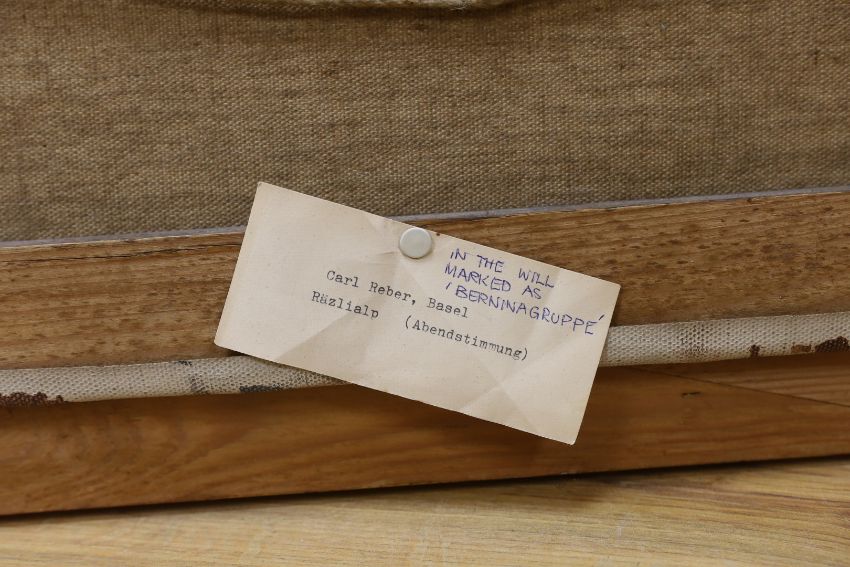 Carl Reber, Basel
Räzlialp (Abendstimmung)
IN THE WILL
MARKED AS
'BERNINAGRUPPE'